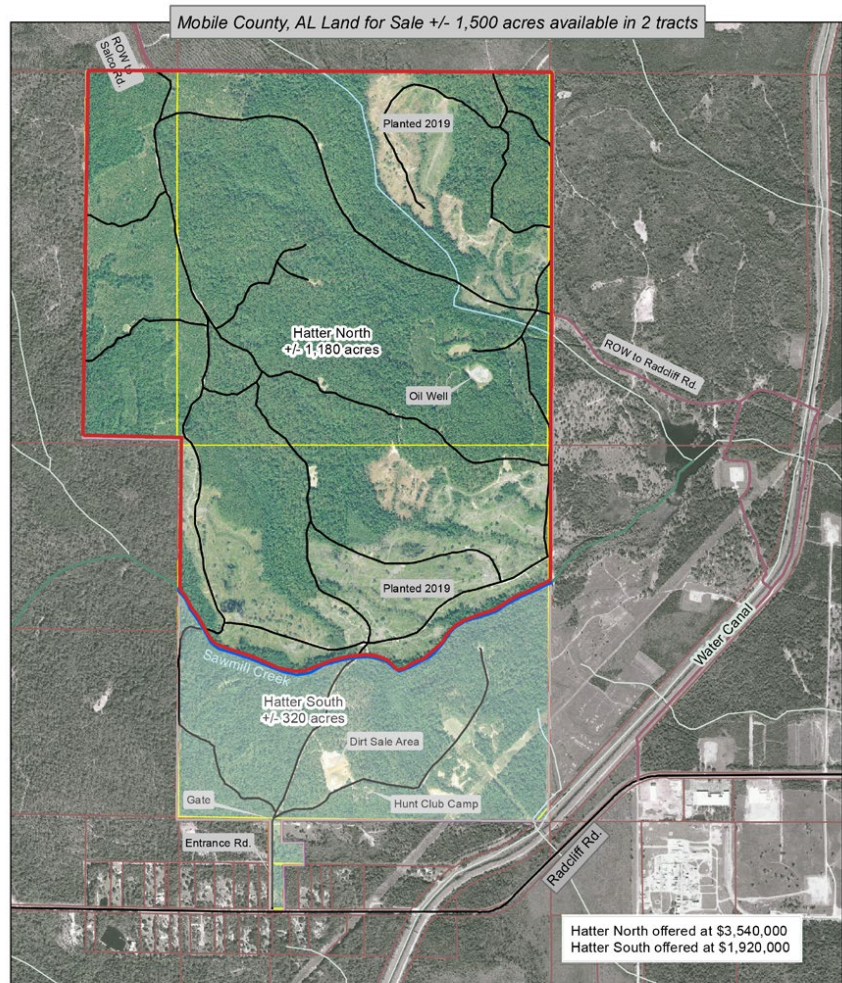 Mobile County, AL Land for Sale +/- 1,500 acres available in 2 tracts
ROW to
Salco Rd.
Planted 2019
Hatter North
+/- 1,180 acres
ROW to Radcliff Rd.
Oil Well
Planted 2019
Water Canal
Sawmill Creek
Hatter South
+/- 320 acres
Dirt Sale Area
Gate
Hunt Club Camp
Entrance Rd.
Radcliff Rd.
Hatter North offered at $3,540,000
Hatter South offered at $1,920,000